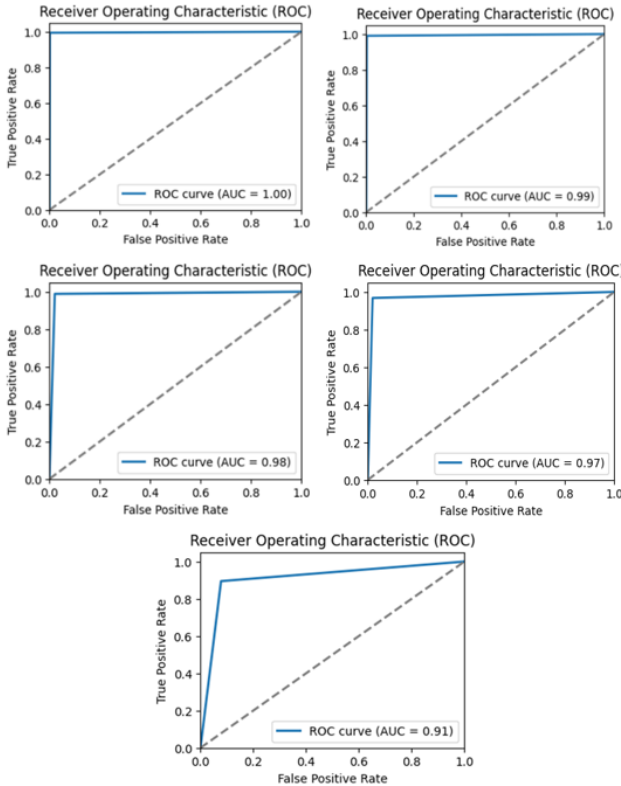 Receiver Operating Characteristic (ROC)
True Positive Rate
1.0
0.8
0.6
0.4
0.2
0.0
ROC curve (AUC = 1.00)
0.0 0.2 0.4 0.6 0.8 1.0
False Positive Rate
Receiver Operating Characteristic (ROC)
True Positive Rate
1.0
0.8
0.6
0.4
0.2
0.0
ROC curve (AUC = 0.99)
0.0 0.2 0.4 0.6 0.8 1.0
False Positive Rate
Receiver Operating Characteristic (ROC)
True Positive Rate
1.0
0.8
0.6
0.4
0.2
0.0
ROC curve (AUC = 0.98)
0.0 0.2 0.4 0.6 0.8 1.0
False Positive Rate
Receiver Operating Characteristic (ROC)
True Positive Rate
1.0
0.8
0.6
0.4
0.2
0.0
ROC curve (AUC = 0.97)
0.0 0.2 0.4 0.6 0.8 1.0
False Positive Rate
Receiver Operating Characteristic (ROC)
True Positive Rate
1.0
0.8
0.6
0.4
0.2
0.0
ROC curve (AUC = 0.91)
0.0 0.2 0.4 0.6 0.8 1.0
False Positive Rate